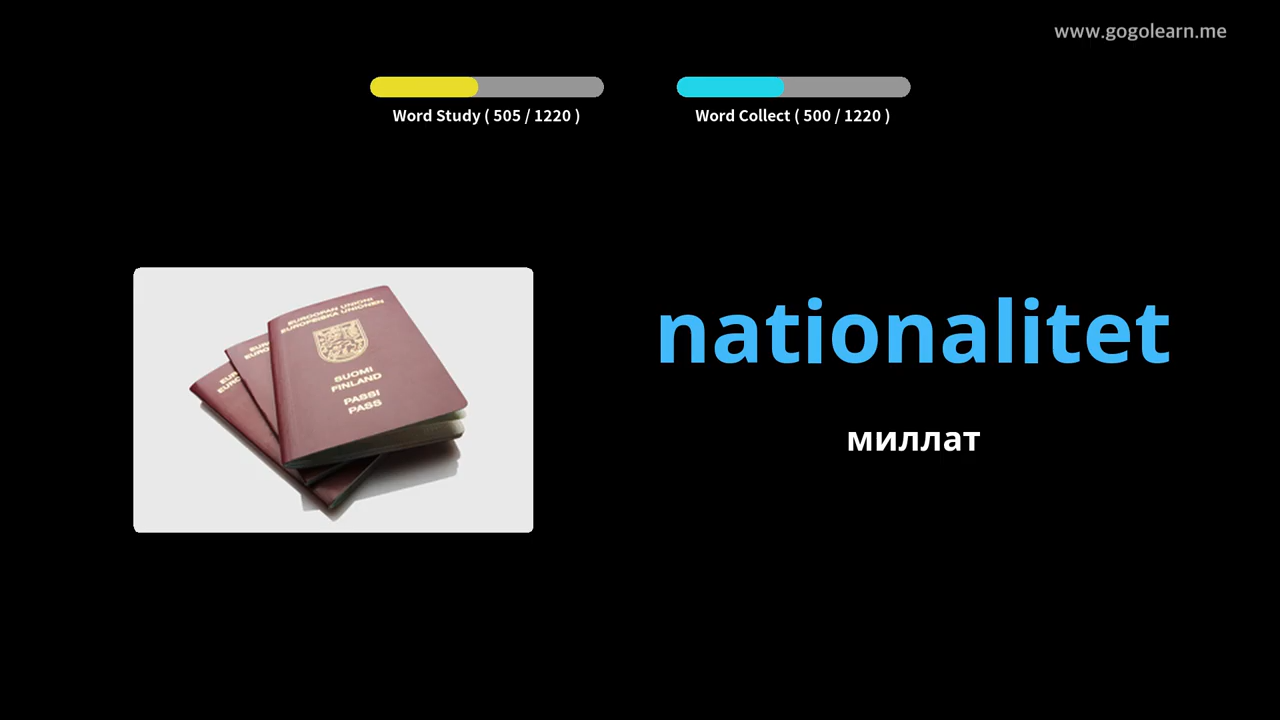 www.gogolearn.me
Word Study ( 505 / 1220 )
Word Collect ( 500 / 1220 )
EUROOPAN UNIONI
EUROPEISKA UNIONEN
SUOMI
FINLAND
PASSI
PASS
nationalitet
миллат